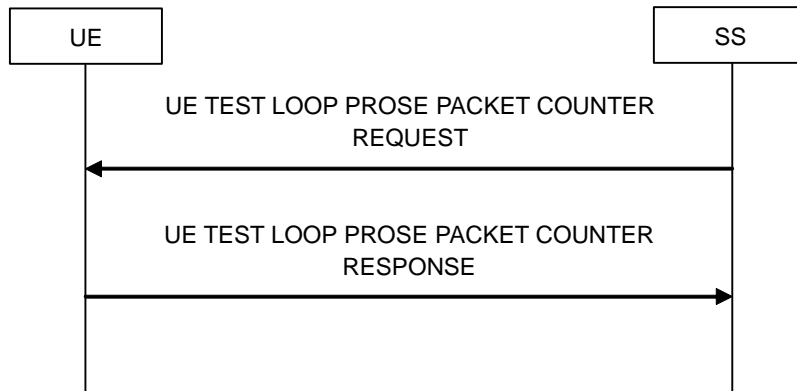 UE
SS
UE TEST LOOP PROSE PACKET COUNTER
REQUEST
UE TEST LOOP PROSE PACKET COUNTER
RESPONSE